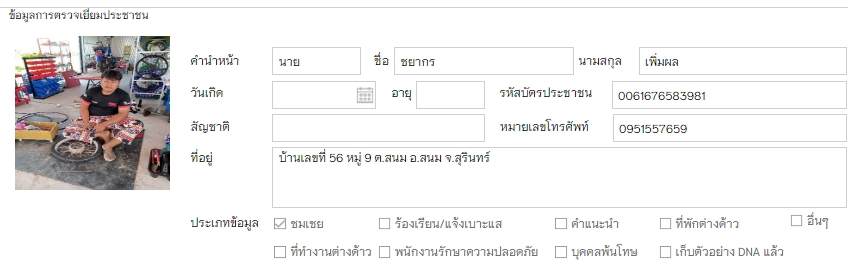 ข้อมูลการตรวจเยี่ยมประชาชน
คำนำหน้า นาย ชื่อ ชยากร นามสกุล เพิ่มผล
วันเกิด อายุ รหัสบัตรประชาชน 0061676583981
สัญชาติ หมายเลขโทรศัพท์ 0951557659
ที่อยู่ บ้านเลขที่ 56 หมู่ 9 ต.สนม อ.สนม จ.สุรินทร์
ประเภทข้อมูล ชมเชย ร้องเรียน/แจ้งเบาะแส คำแนะนำ ที่พักต่างด้าว อื่นๆ
ที่ทำงานต่างด้าว พนักงานรักษาความปลอดภัย บุคคลพ้นโทษ เก็บตัวอย่าง DNA แล้ว